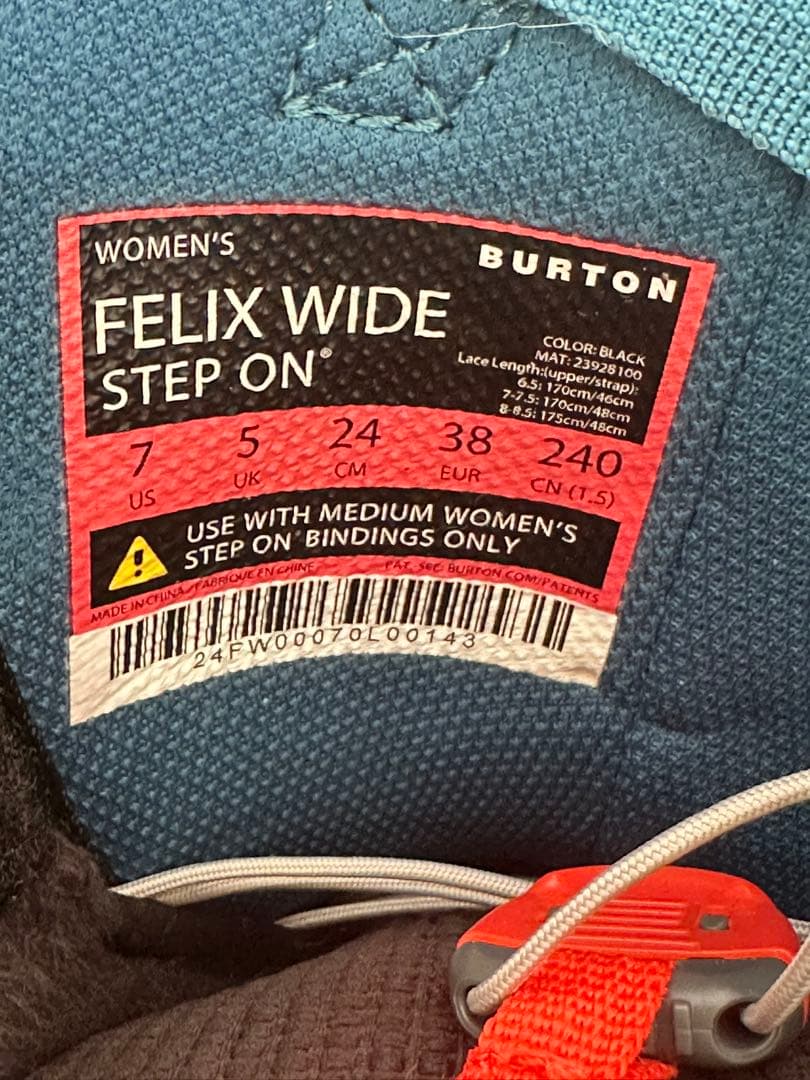 WOMEN'S
BURTON
FELIX WIDE
STEP ON®
COLOR: BLACK
MAT: 23928100
Lace Length:(upper/strap):
6.5: 170cm/46cm
7-7.5: 170cm/48cm
8-8.5: 175cm/48cm
7 5 24 38 240
US UK CM EUR CN (1.5)
USE WITH MEDIUM WOMEN'S
STEP ON® BINDINGS ONLY
MADE IN CHINA / FABRIQUE EN CHINE PAT. SEE BURTON.COM/PATENTS
24FW00070L00143